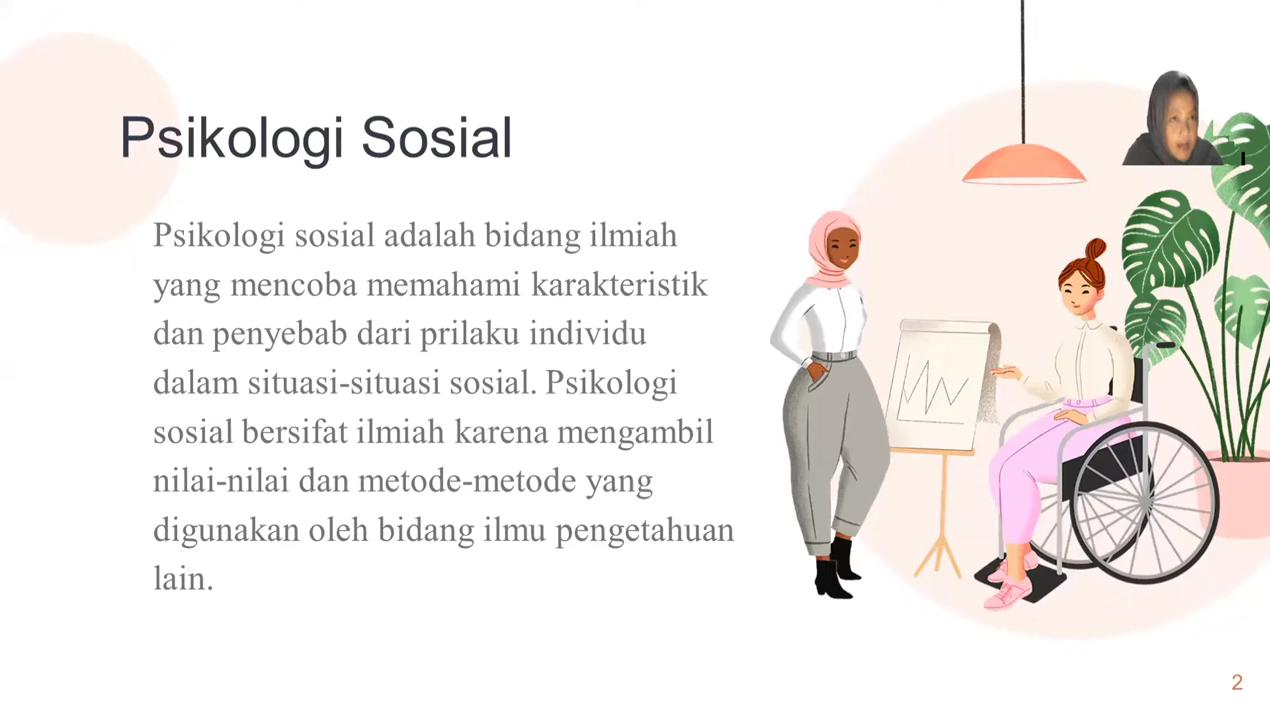 Psikologi Sosial
Psikologi sosial adalah bidang ilmiah
yang mencoba memahami karakteristik
dan penyebab dari prilaku individu
dalam situasi-situasi sosial. Psikologi
sosial bersifat ilmiah karena mengambil
nilai-nilai dan metode-metode yang
digunakan oleh bidang ilmu pengetahuan
lain.
2